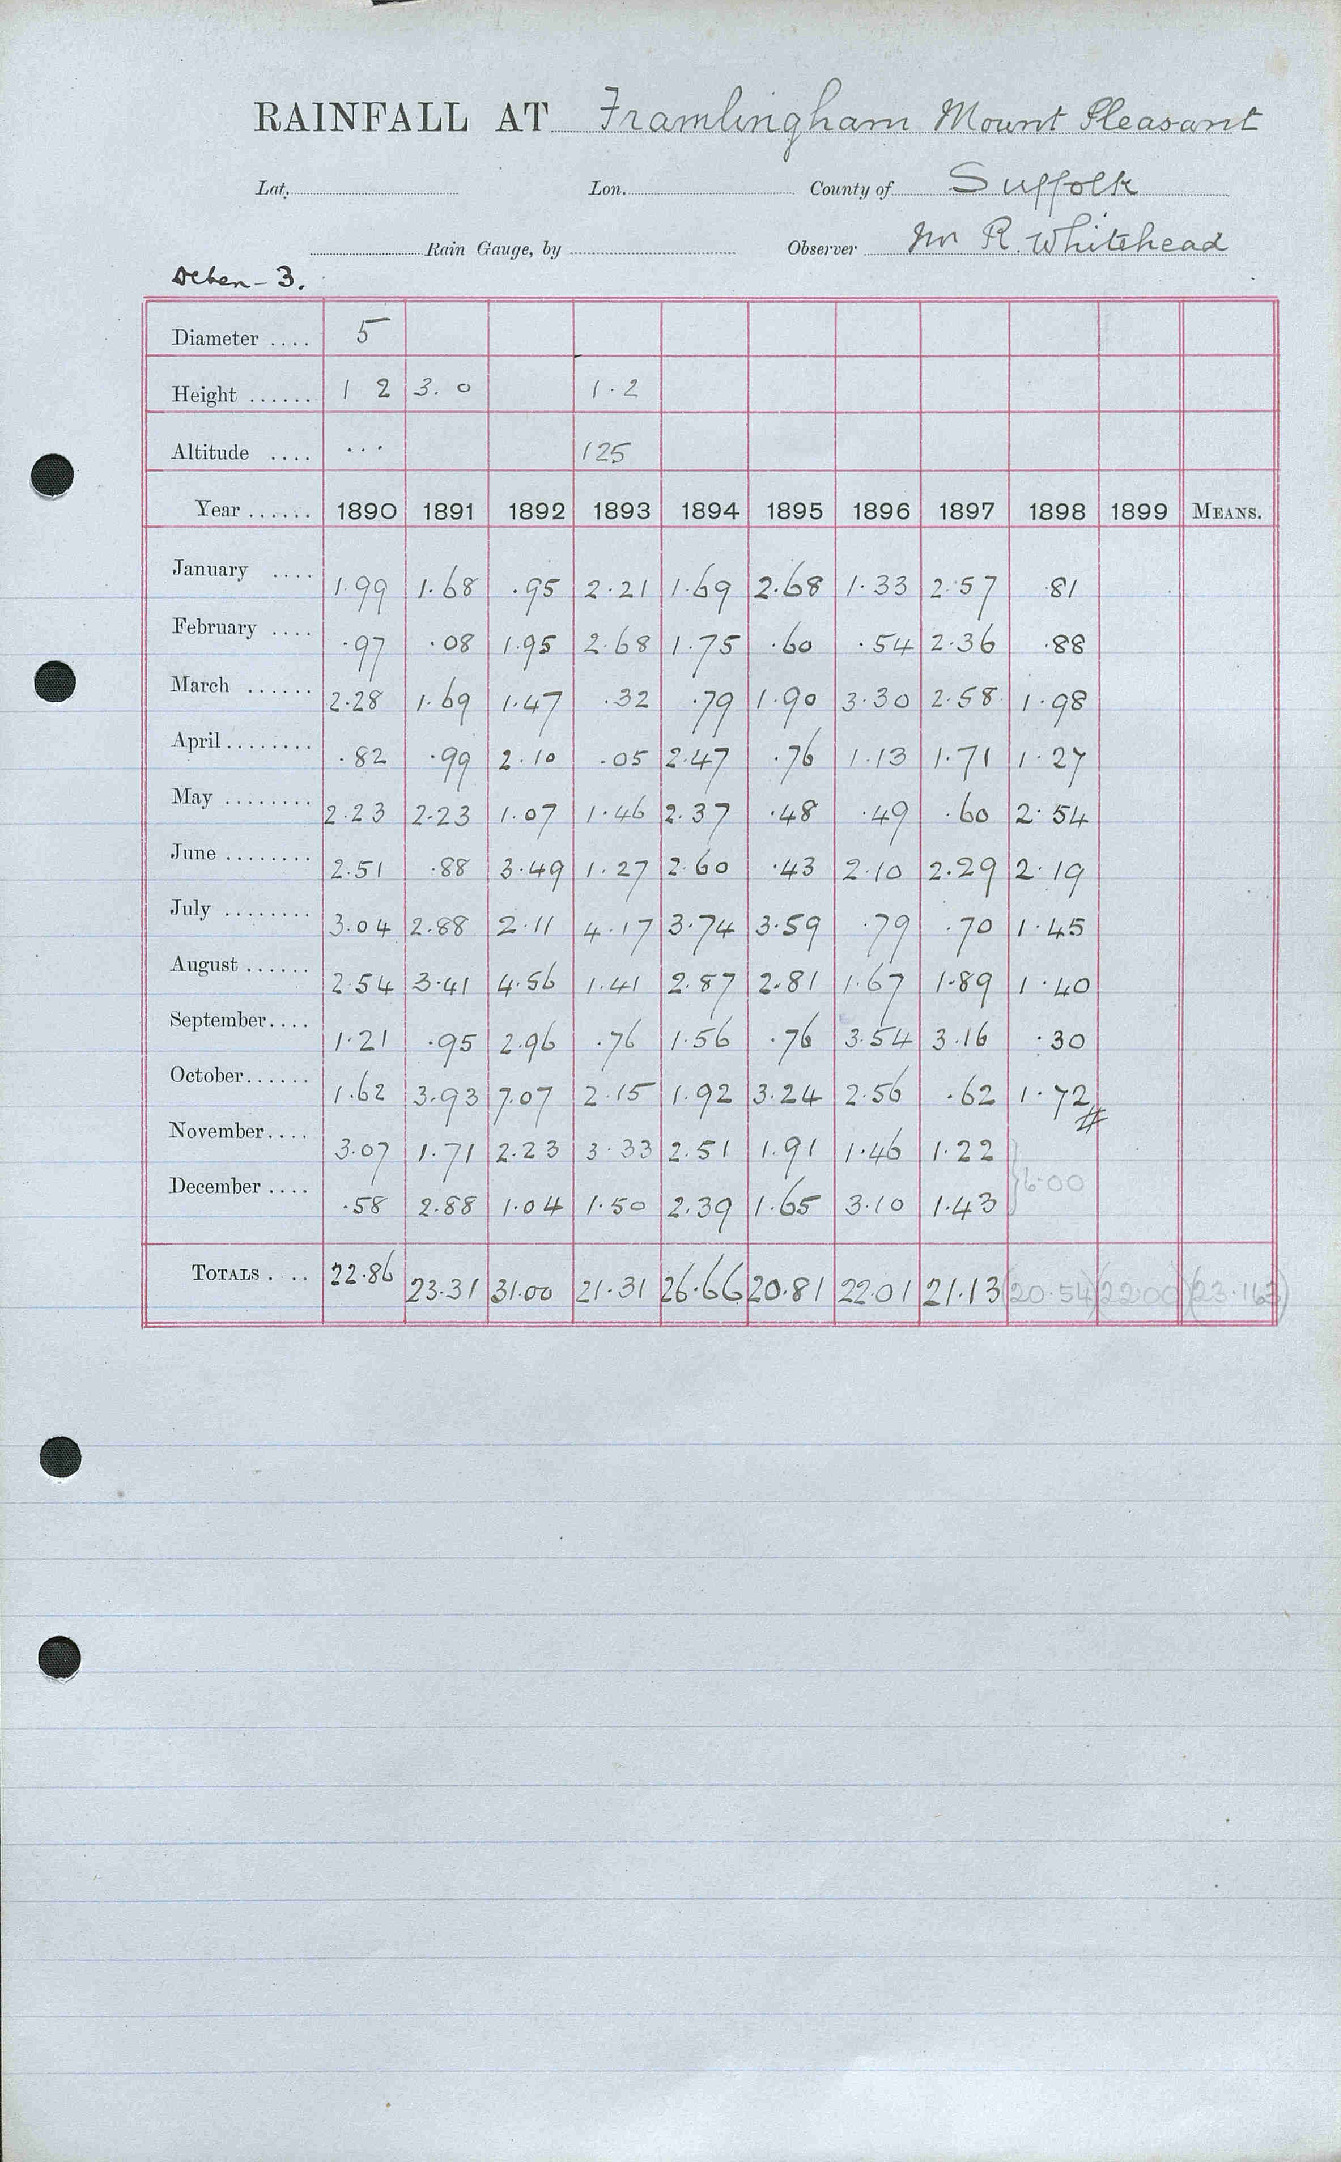 RAINFALL AT Framlingham Mount Pleasant
Lat. Lon. County of Suffolk
Rain Gauge, by Observer Mr R. Whitehead
Deben - 3.
Diameter .... 5
Height ...... 1 2 3. 0 1.2
Altitude .... ... 125
Year ...... 1890 1891 1892 1893 1894 1895 1896 1897 1898 1899 MEANS.
January .... 1.99 1.68 .95 2.21 1.69 2.68 1.33 2.57 .81
February .... .97 .08 1.95 2.68 1.75 .60 .54 2.36 .88
March ...... 2.28 1.69 1.47 .32 .79 1.90 3.30 2.58 1.98
April ........ .82 .99 2.10 .05 2.47 .76 1.13 1.71 1.27
May ........ 2.23 2.23 1.07 1.46 2.37 .48 .49 .60 2.54
June ........ 2.51 .88 3.49 1.27 2.60 .43 2.10 2.29 2.19
July ........ 3.04 2.88 2.11 4.17 3.74 3.59 .79 .70 1.45
August ...... 2.54 3.41 4.56 1.41 2.87 2.81 1.67 1.89 1.40
September.... 1.21 .95 2.96 .76 1.56 .76 3.54 3.16 .30
October...... 1.62 3.93 7.07 2.15 1.92 3.24 2.56 .62 1.72 #
November.... 3.07 1.71 2.23 3.33 2.51 1.91 1.46 1.22
December .... .58 2.88 1.04 1.50 2.39 1.65 3.10 1.43 } 6.00
TOTALS .... 22.86 23.31 31.00 21.31 26.66 20.81 22.01 21.13 (20.54) (22.00) (23.163)